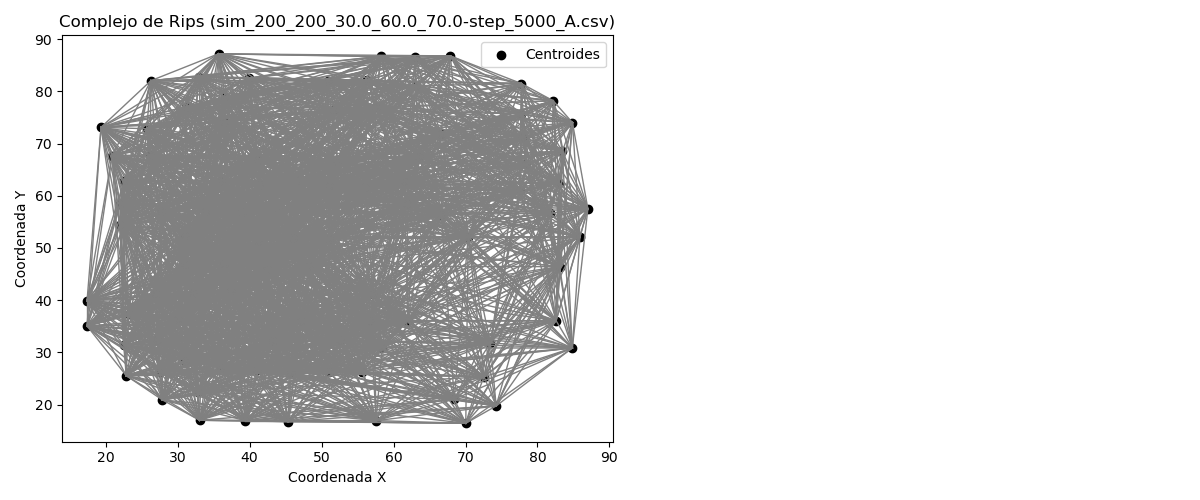 Complejo de Rips (sim_200_200_30.0_60.0_70.0-step_5000_A.csv)
Centroides
Coordenada Y
90
80
70
60
50
40
30
20
20 30 40 50 60 70 80 90
Coordenada X